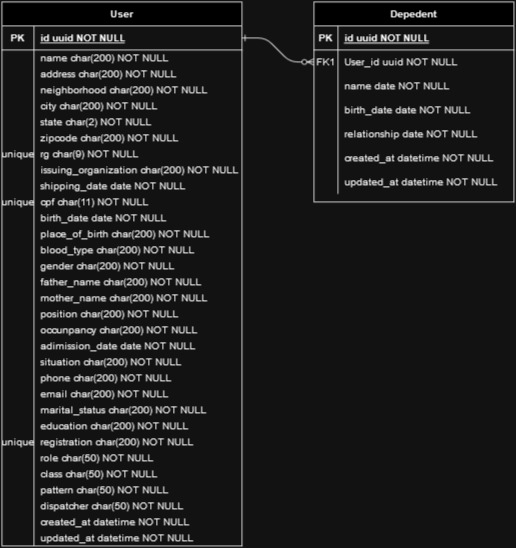 User
PK id uuid NOT NULL
name char(200) NOT NULL
address char(200) NOT NULL
neighborhood char(200) NOT NULL
city char(200) NOT NULL
state char(2) NOT NULL
zipcode char(200) NOT NULL
unique rg char(9) NOT NULL
issuing_organization char(200) NOT NULL
shipping_date date NOT NULL
unique cpf char(11) NOT NULL
birth_date date NOT NULL
place_of_birth char(200) NOT NULL
blood_type char(200) NOT NULL
gender char(200) NOT NULL
father_name char(200) NOT NULL
mother_name char(200) NOT NULL
position char(200) NOT NULL
occunpancy char(200) NOT NULL
adimission_date date NOT NULL
situation char(200) NOT NULL
phone char(200) NOT NULL
email char(200) NOT NULL
marital_status char(200) NOT NULL
education char(200) NOT NULL
unique registration char(200) NOT NULL
role char(50) NOT NULL
class char(50) NOT NULL
pattern char(50) NOT NULL
dispatcher char(50) NOT NULL
created_at datetime NOT NULL
updated_at datetime NOT NULL
Depedent
PK id uuid NOT NULL
FK1 User_id uuid NOT NULL
name date NOT NULL
birth_date date NOT NULL
relationship date NOT NULL
created_at datetime NOT NULL
updated_at datetime NOT NULL